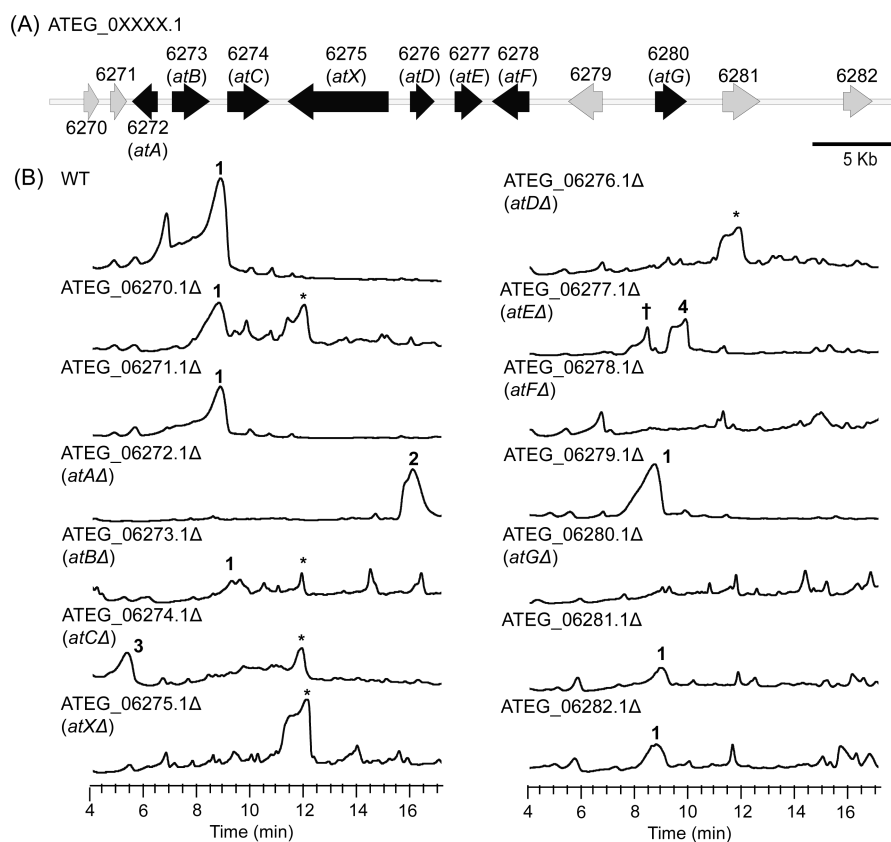 (A) ATEG_0XXXX.1
6273 6274 6275 6276 6277 6278 6280
6271 (atB) (atC) (atX) (atD) (atE) (atF) 6279 (atG) 6281 6282
6270 6272
(atA)
5 Kb
(B) WT
1
ATEG_06270.1Δ
1 *
ATEG_06271.1Δ
1
ATEG_06272.1Δ
(atAΔ)
2
ATEG_06273.1Δ
(atBΔ)
1 *
ATEG_06274.1Δ
(atCΔ)
3 *
ATEG_06275.1Δ
(atXΔ)
*
4 6 8 10 12 14 16
Time (min)
ATEG_06276.1Δ
(atDΔ)
*
ATEG_06277.1Δ
(atEΔ)
† 4
ATEG_06278.1Δ
(atFΔ)
ATEG_06279.1Δ
1
ATEG_06280.1Δ
(atGΔ)
ATEG_06281.1Δ
1
ATEG_06282.1Δ
1
4 6 8 10 12 14 16
Time (min)